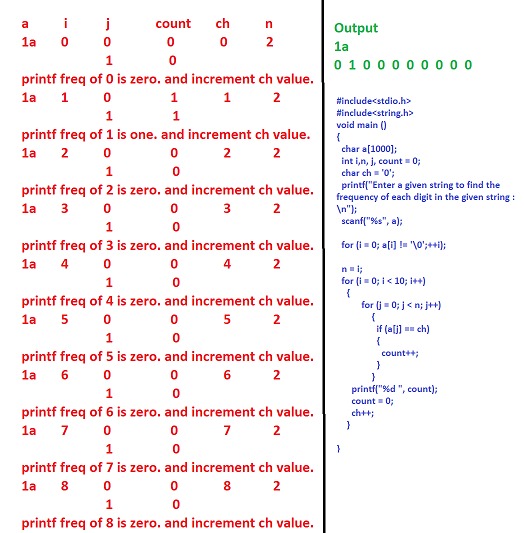 a i j count ch n
1a 0 0 0 0 2
1 0
printf freq of 0 is zero. and increment ch value.
1a 1 0 1 1 2
1 1
printf freq of 1 is one. and increment ch value.
1a 2 0 0 2 2
1 0
printf freq of 2 is zero. and increment ch value.
1a 3 0 0 3 2
1 0
printf freq of 3 is zero. and increment ch value.
1a 4 0 0 4 2
1 0
printf freq of 4 is zero. and increment ch value.
1a 5 0 0 5 2
1 0
printf freq of 5 is zero. and increment ch value.
1a 6 0 0 6 2
1 0
printf freq of 6 is zero. and increment ch value.
1a 7 0 0 7 2
1 0
printf freq of 7 is zero. and increment ch value.
1a 8 0 0 8 2
1 0
printf freq of 8 is zero. and increment ch value.
Output
1a
0 1 0 0 0 0 0 0 0 0
#include<stdio.h>
#include<string.h>
void main ()
{
char a[1000];
int i,n, j, count = 0;
char ch = '0';
printf("Enter a given string to find the
frequency of each digit in the given string :
\n");
scanf("%s", a);
for (i = 0; a[i] != '\0';++i);
n = i;
for (i = 0; i < 10; i++)
{
for (j = 0; j < n; j++)
{
if (a[j] == ch)
{
count++;
}
}
printf("%d ", count);
count = 0;
ch++;
}
}